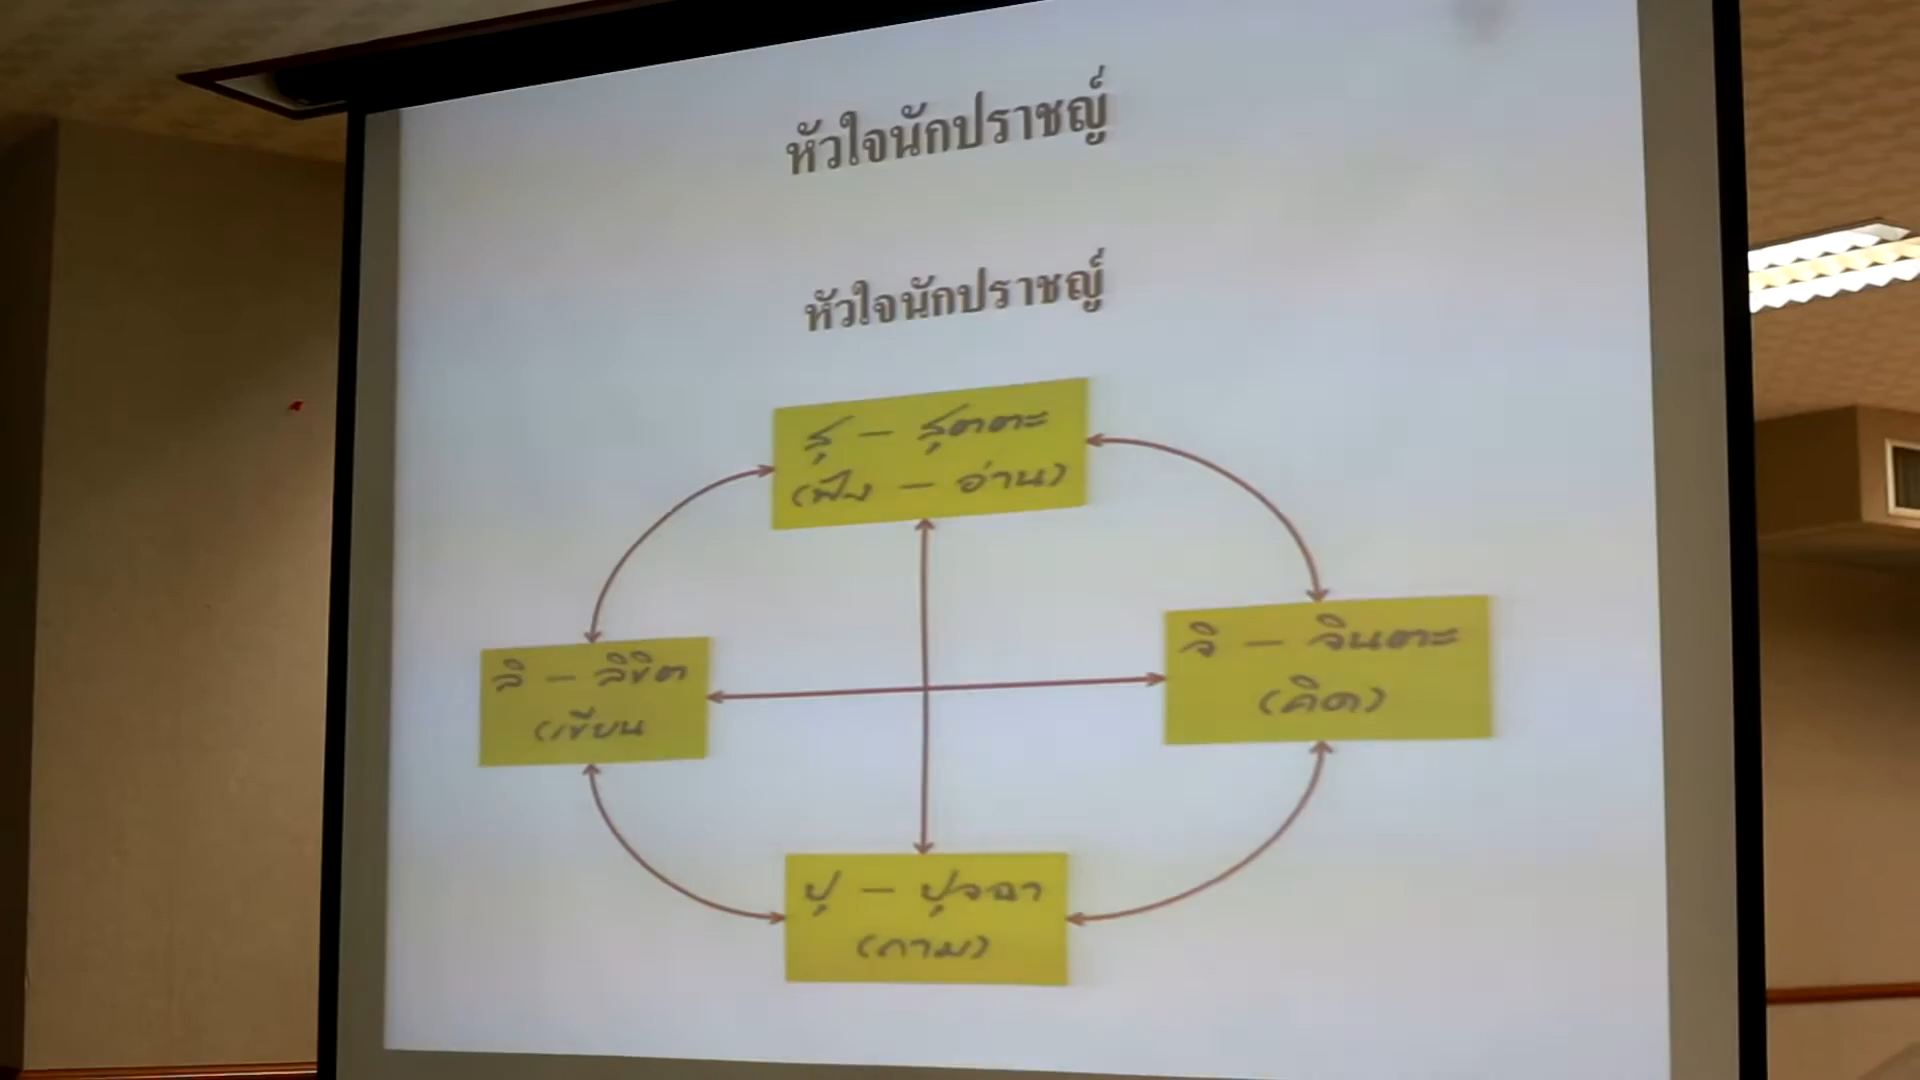 หัวใจนักปราชญ์
หัวใจนักปราชญ์
สุ – สุตตะ
(ฟัง – อ่าน)
ลิ – ลิขิต
(เขียน
จิ – จินตะ
(คิด)
ปุ – ปุจฉา
(ถาม)